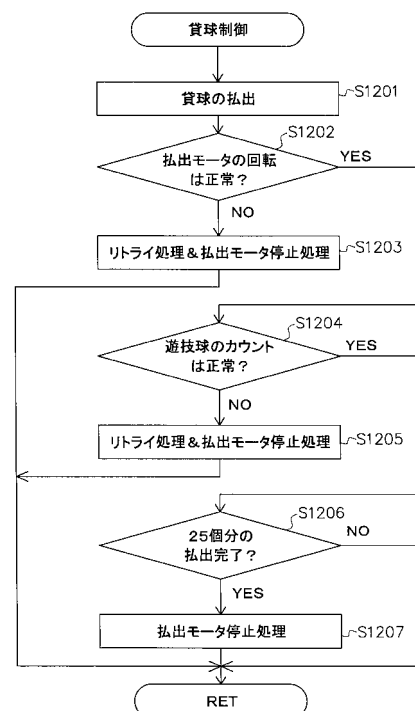 貸球制御
貸球の払出
S1201
S1202
払出モータの回転
は正常?
YES
NO
リトライ処理&払出モータ停止処理
S1203
S1204
遊技球のカウント
は正常?
YES
NO
リトライ処理&払出モータ停止処理
S1205
S1206
25個分の
払出完了?
NO
YES
払出モータ停止処理
S1207
RET